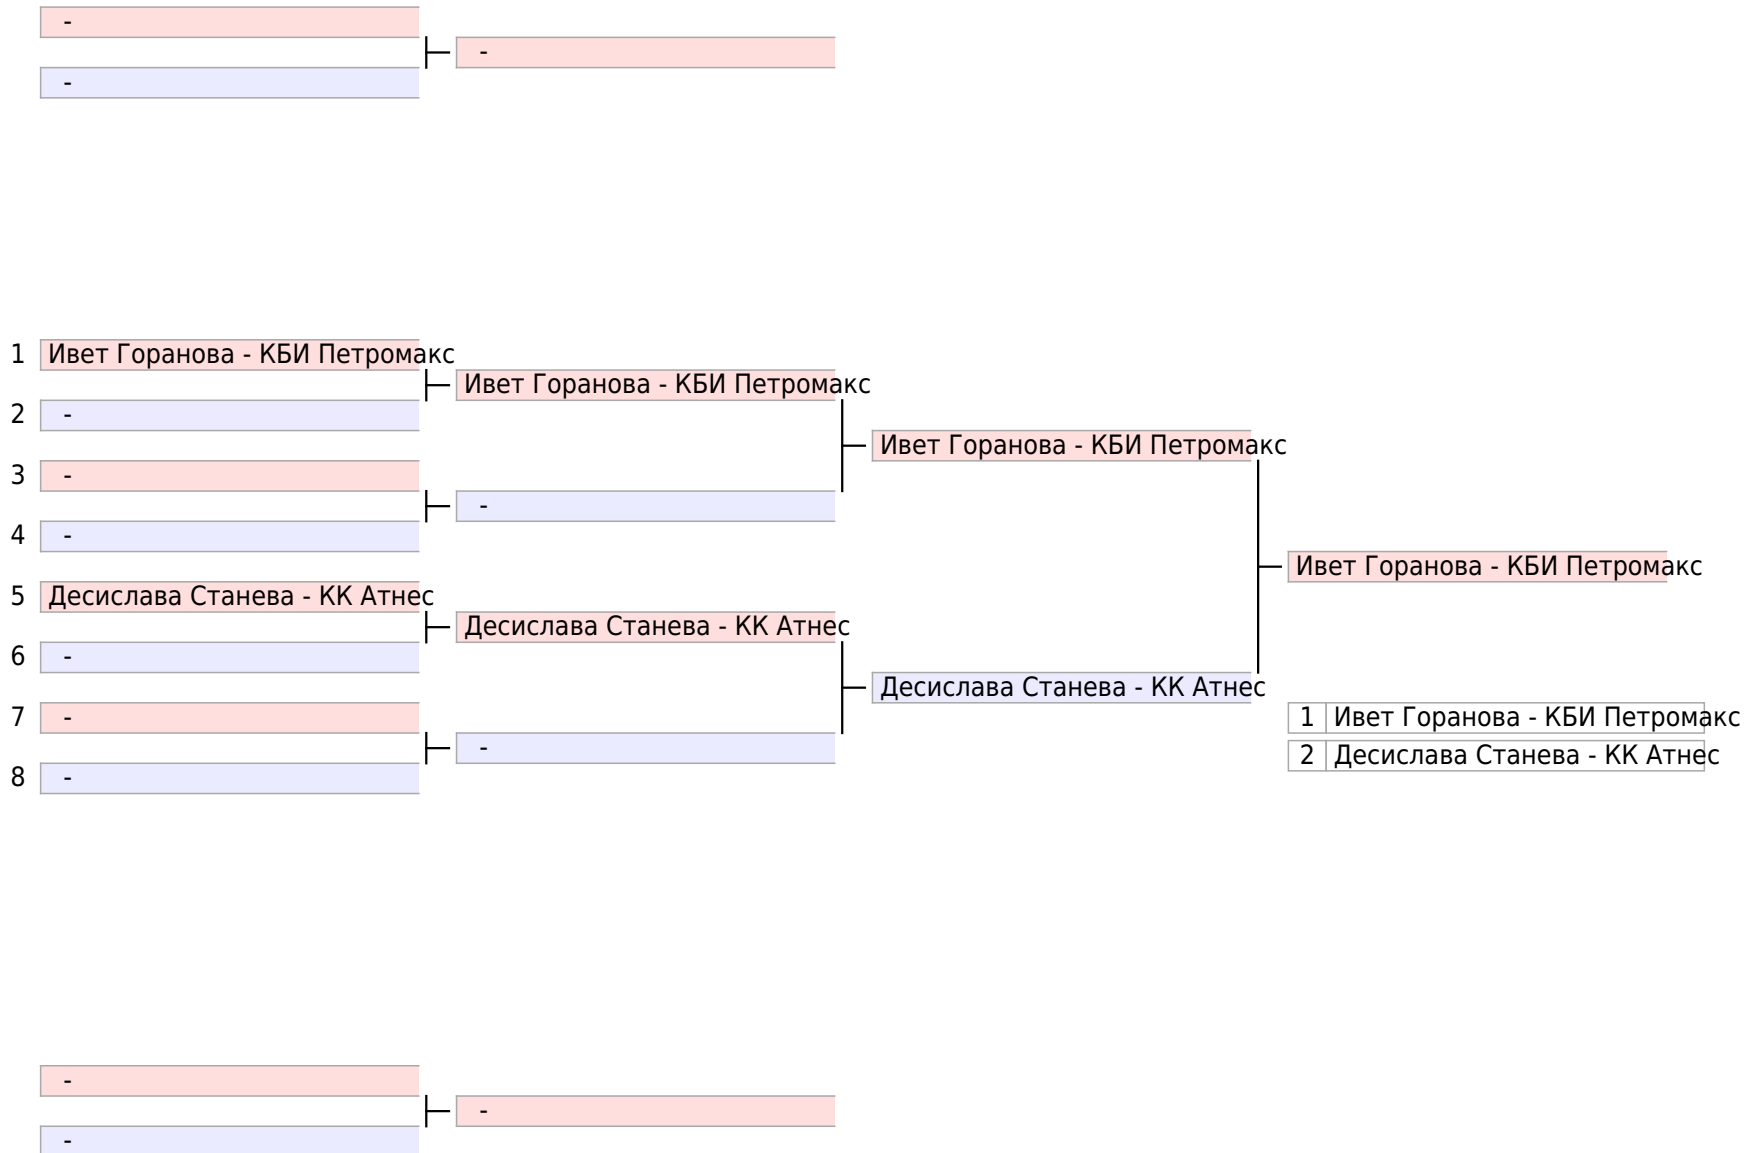 -
-
-
1 Ивет Горанова - КБИ Петромакс
Ивет Горанова - КБИ Петромакс
2 -
Ивет Горанова - КБИ Петромакс
3 -
-
4 -
Ивет Горанова - КБИ Петромакс
5 Десислава Станева - КК Атнес
Десислава Станева - КК Атнес
6 -
Десислава Станева - КК Атнес
7 -
1 Ивет Горанова - КБИ Петромакс
-
2 Десислава Станева - КК Атнес
8 -
-
-
-